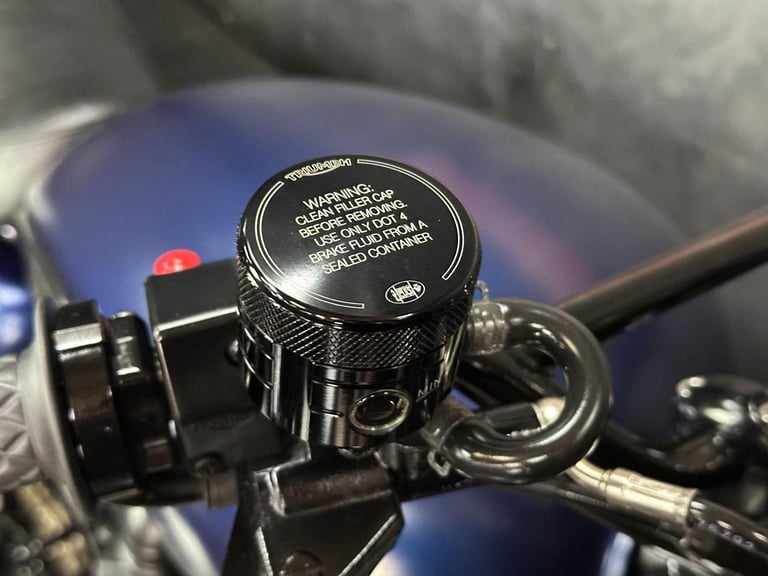 TRIUMPH
WARNING:
CLEAN FILLER CAP
BEFORE REMOVING.
USE ONLY DOT 4
BRAKE FLUID FROM A
SEALED CONTAINER